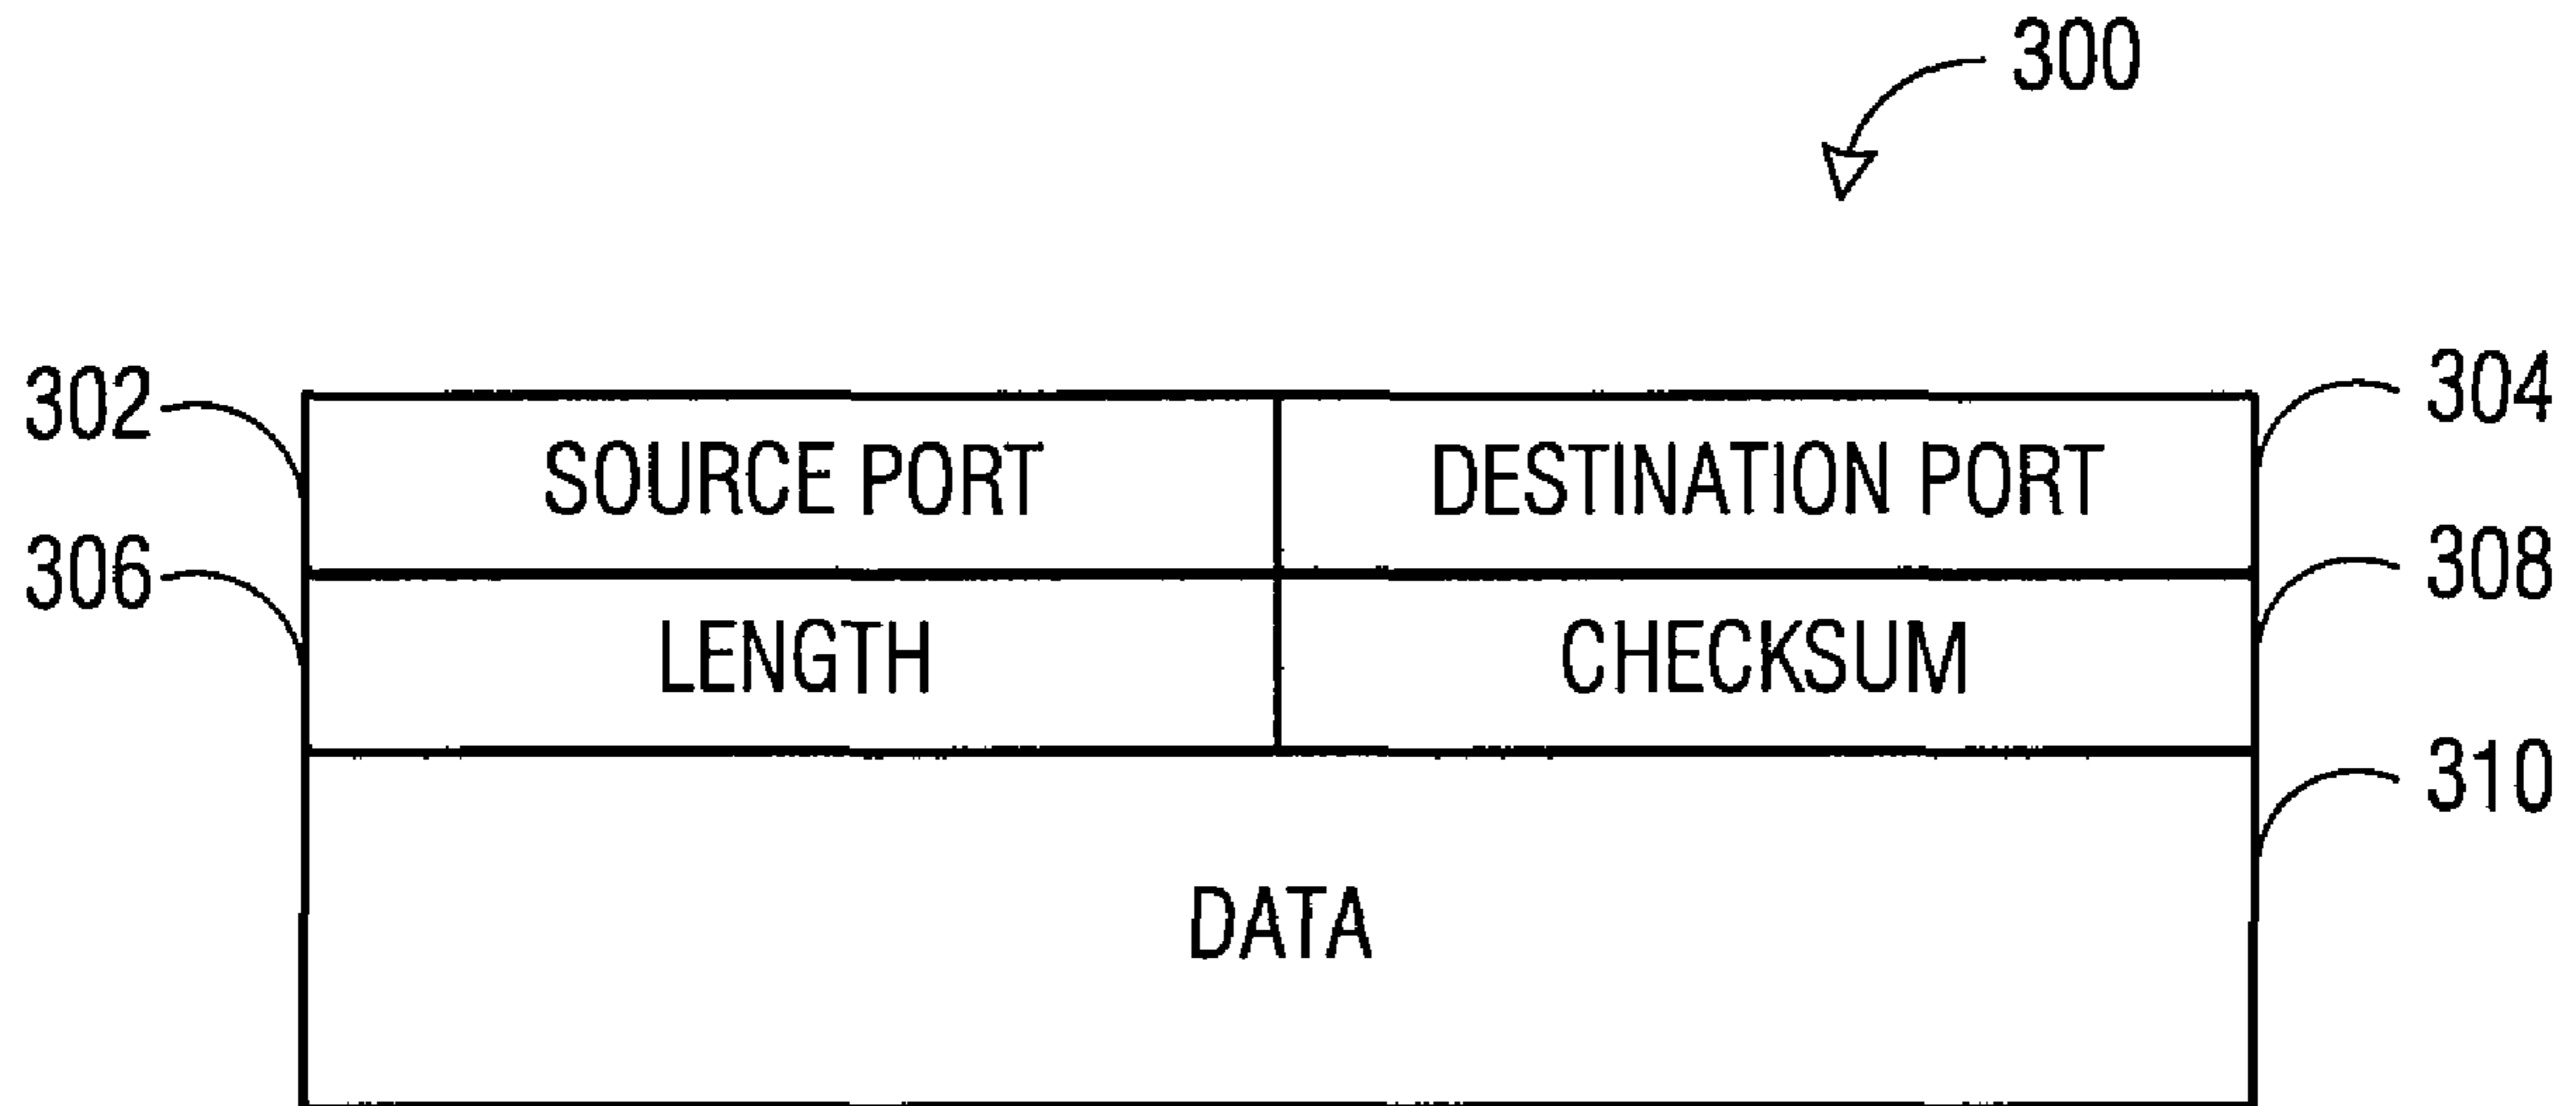 300
302
SOURCE PORT
DESTINATION PORT
304
306
LENGTH
CHECKSUM
308
DATA
310